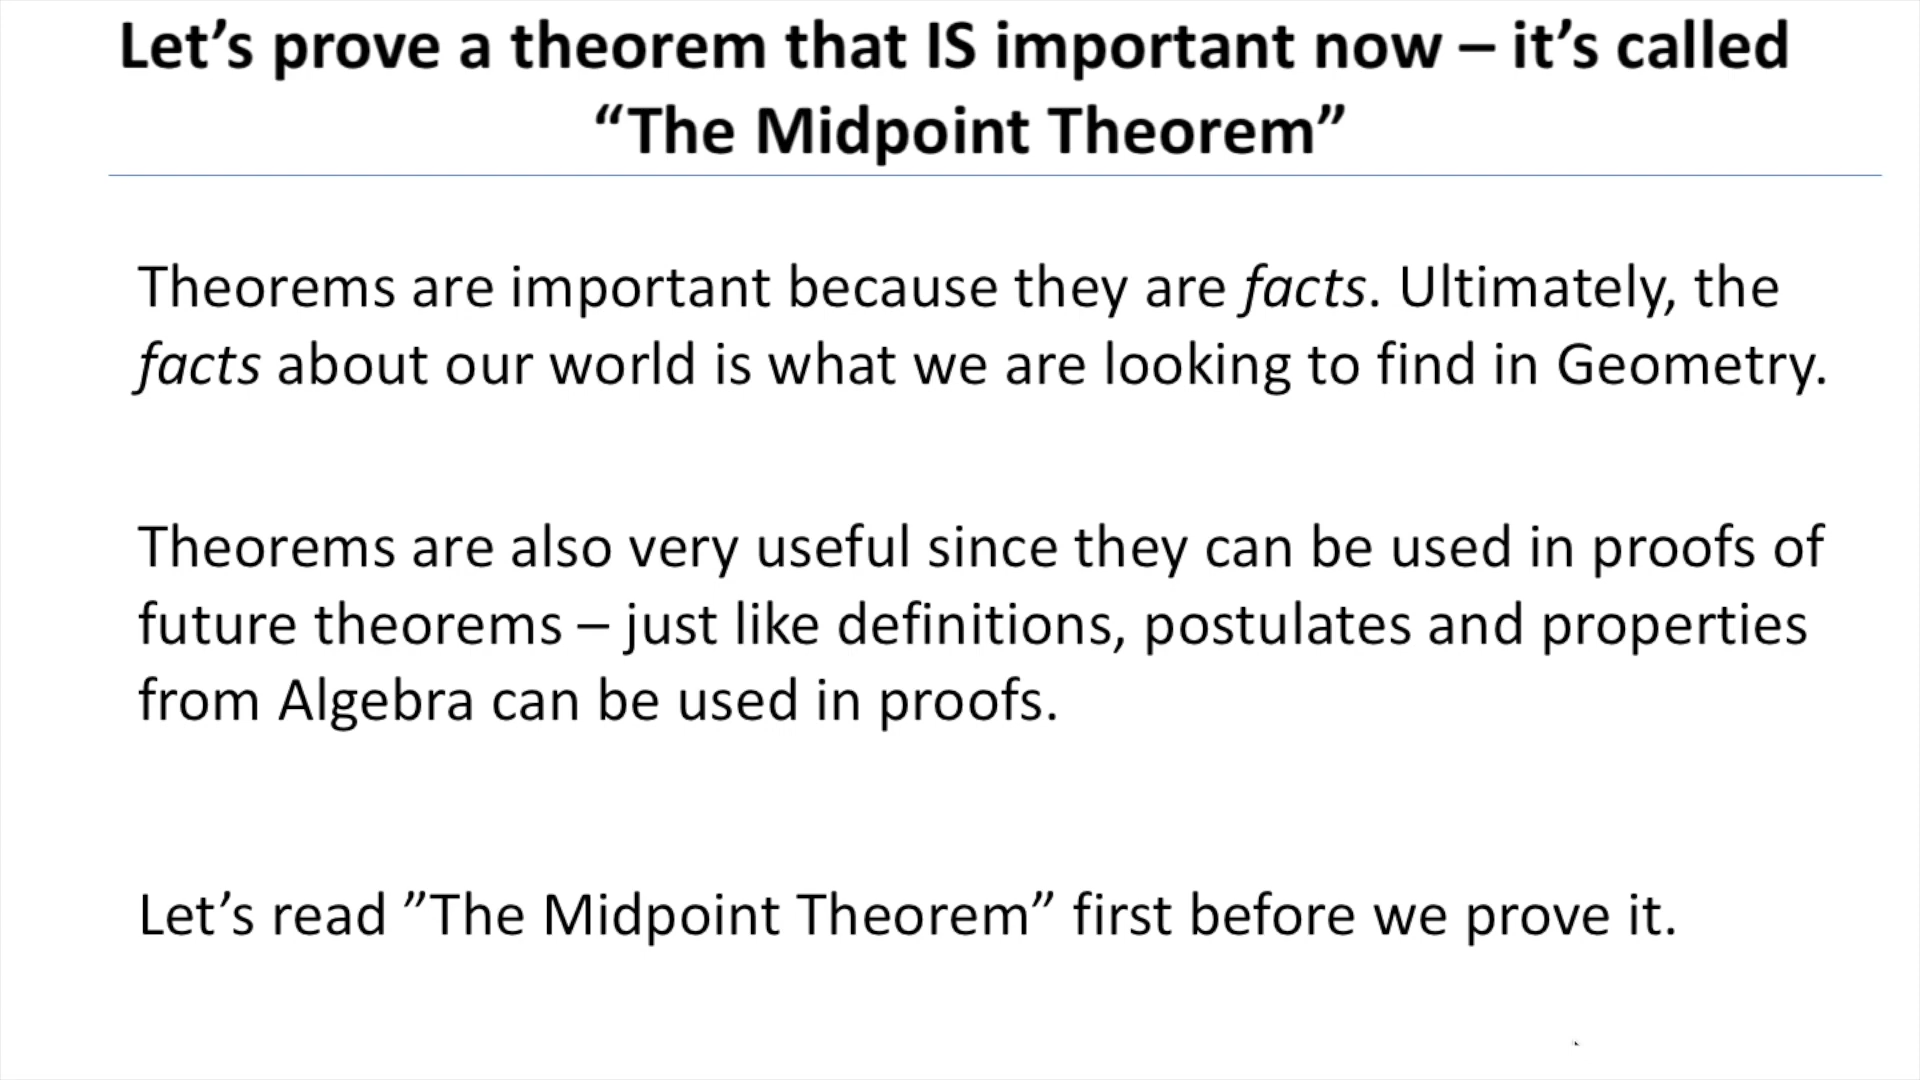 Let’s prove a theorem that IS important now – it’s called
“The Midpoint Theorem”
Theorems are important because they are facts. Ultimately, the
facts about our world is what we are looking to find in Geometry.
Theorems are also very useful since they can be used in proofs of
future theorems – just like definitions, postulates and properties
from Algebra can be used in proofs.
Let’s read ”The Midpoint Theorem” first before we prove it.